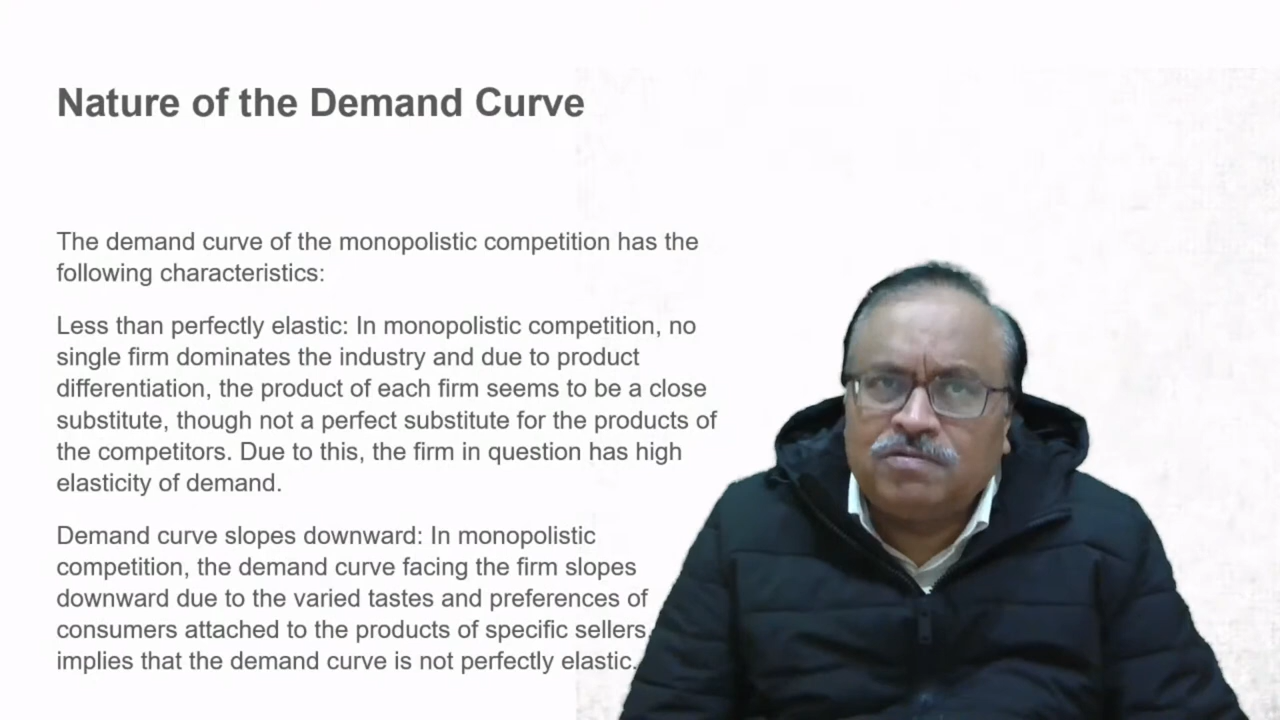 Nature of the Demand Curve
The demand curve of the monopolistic competition has the
following characteristics:
Less than perfectly elastic: In monopolistic competition, no
single firm dominates the industry and due to product
differentiation, the product of each firm seems to be a close
substitute, though not a perfect substitute for the products of
the competitors. Due to this, the firm in question has high
elasticity of demand.
Demand curve slopes downward: In monopolistic
competition, the demand curve facing the firm slopes
downward due to the varied tastes and preferences of
consumers attached to the products of specific sellers,
implies that the demand curve is not perfectly elastic.